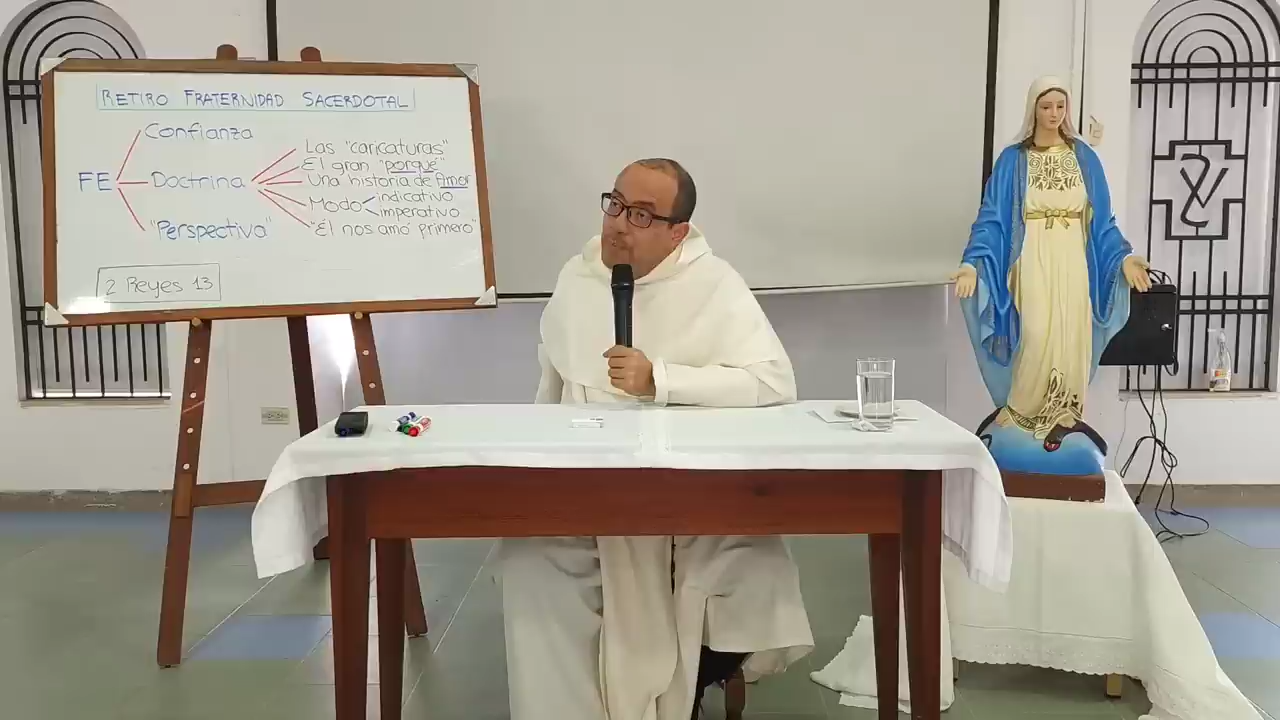 RETIRO FRATERNIDAD SACERDOTAL
FE
Confianza
Doctrina
"Perspectiva"
Las "caricaturas"
El gran "porqué"
Una historia de Amor
Modo
indicativo
imperativo
"Él nos amó primero"
2 Reyes 13